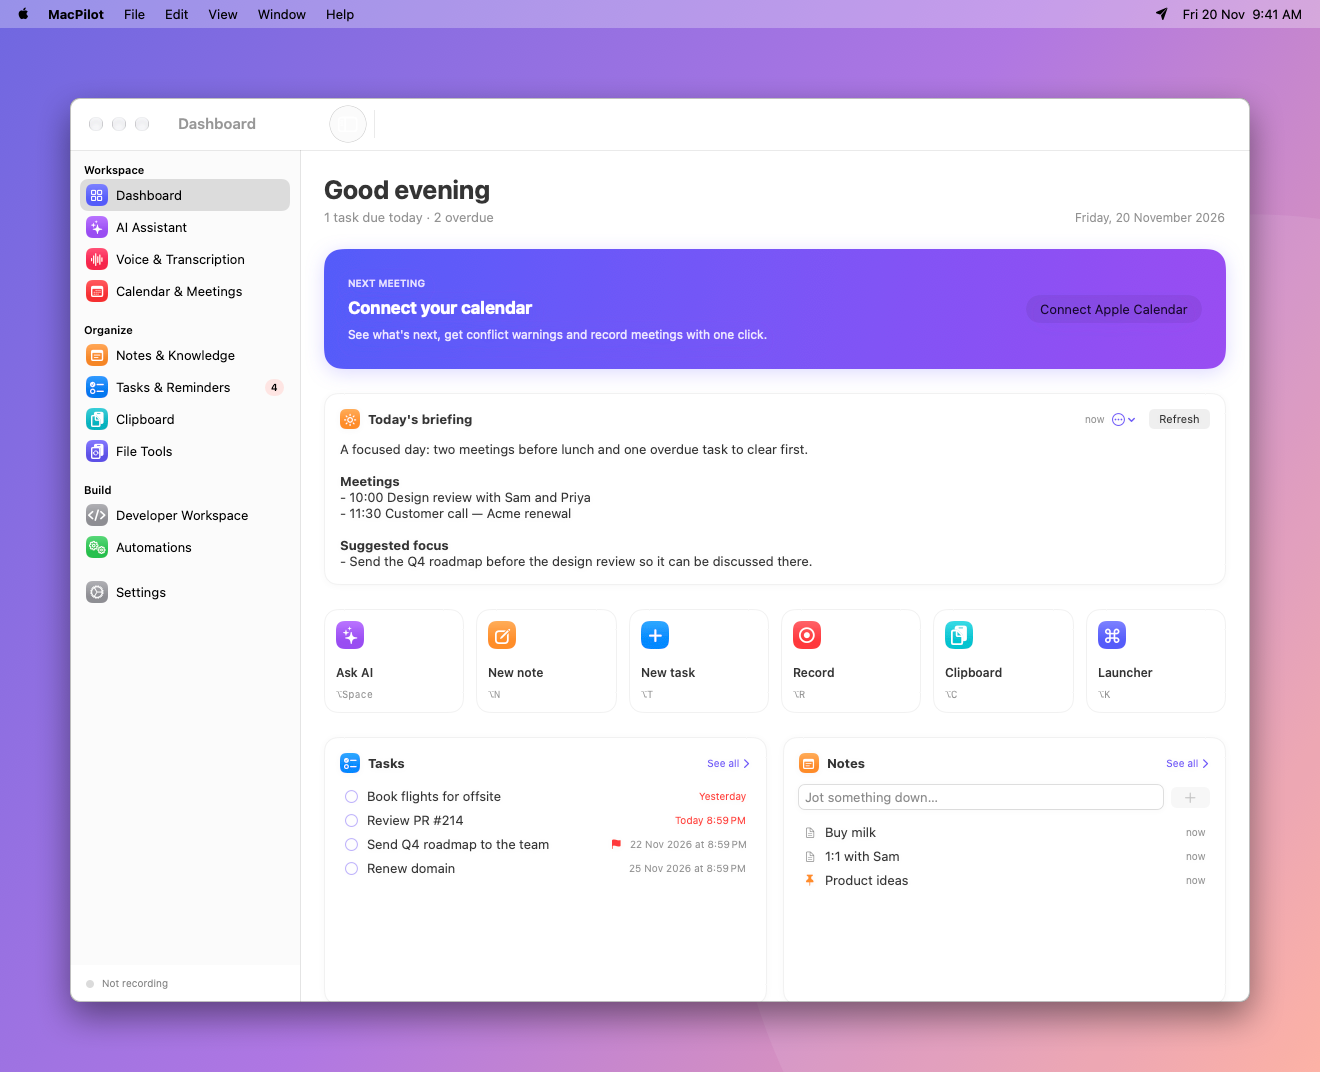 MacPilot File Edit View Window Help Fri 20 Nov 9:41 AM
Dashboard
Workspace
Dashboard
AI Assistant
Voice & Transcription
Calendar & Meetings
Organize
Notes & Knowledge
Tasks & Reminders 4
Clipboard
File Tools
Build
Developer Workspace
Automations
Settings
Not recording
Good evening
1 task due today · 2 overdue
Friday, 20 November 2026
NEXT MEETING
Connect your calendar
See what's next, get conflict warnings and record meetings with one click.
Connect Apple Calendar
Today's briefing
now
Refresh
A focused day: two meetings before lunch and one overdue task to clear first.
Meetings
- 10:00 Design review with Sam and Priya
- 11:30 Customer call — Acme renewal
Suggested focus
- Send the Q4 roadmap before the design review so it can be discussed there.
Ask AI
⌥Space
New note
⌥N
New task
⌥T
Record
⌥R
Clipboard
⌥C
Launcher
⌥K
Tasks
See all
Book flights for offsite Yesterday
Review PR #214 Today 8:59 PM
Send Q4 roadmap to the team 22 Nov 2026 at 8:59 PM
Renew domain 25 Nov 2026 at 8:59 PM
Notes
See all
Jot something down...
+
Buy milk now
1:1 with Sam now
Product ideas now